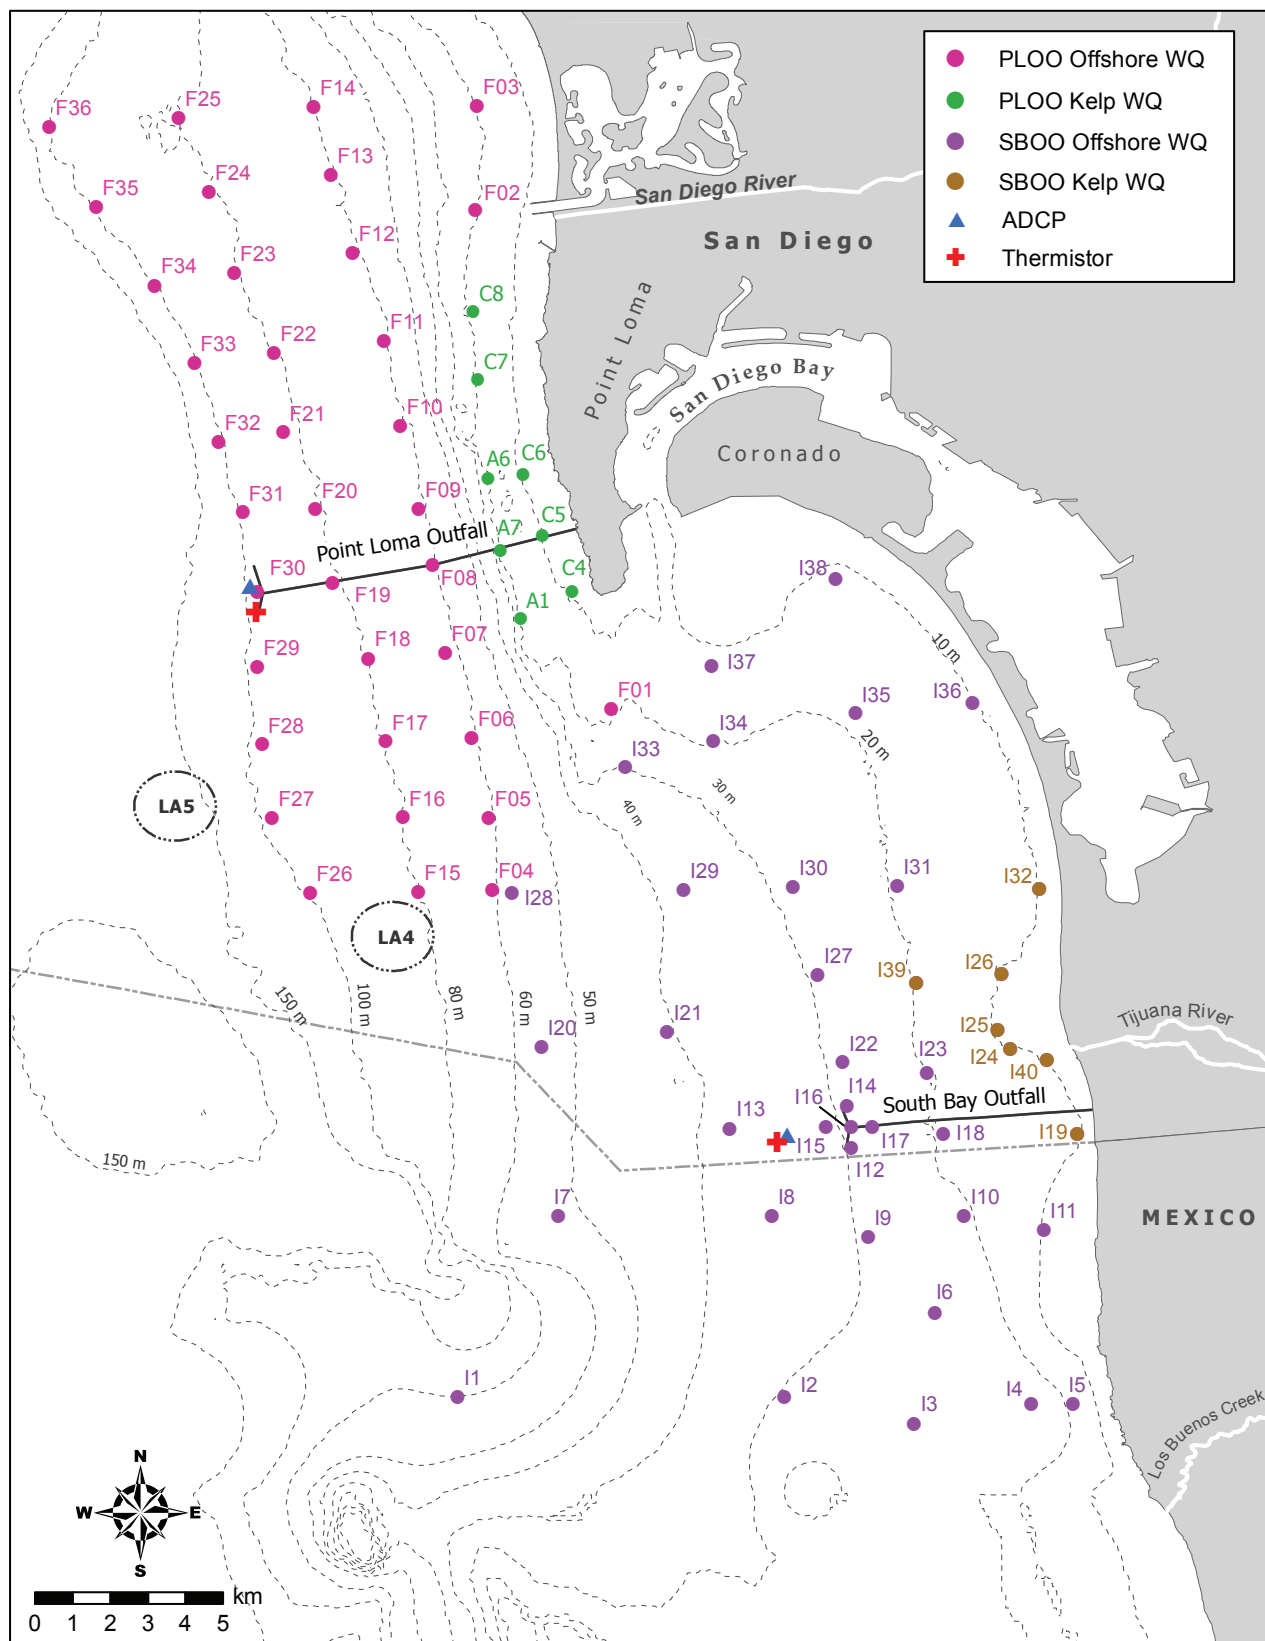 PLOO Offshore WQ
PLOO Kelp WQ
SBOO Offshore WQ
SBOO Kelp WQ
ADCP
Thermistor
F36
F25
F14
F03
F35
F24
F13
F02
San Diego River
San Diego
F34
F23
F12
C8
Point Loma
F33
F22
F11
C7
San Diego Bay
F32
F21
F10
Coronado
A6
C6
F31
F20
F09
Point Loma Outfall
A7
C5
F30
F19
F08
C4
I38
A1
F29
F18
F07
I37
10 m
F01
I36
I35
F28
F17
F06
I34
20 m
I33
30 m
40 m
LA5
F27
F16
F05
F26
F15
F04
I28
I29
I30
I31
I32
LA4
I27
I39
I26
150 m
100 m
80 m
60 m
50 m
I20
I21
I25
Tijuana River
I22
I23
I24
I40
I14
South Bay Outfall
I13
I16
I15
I17
I18
I19
I12
150 m
I7
I8
I9
I10
I11
MEXICO
I6
I1
I2
I3
I4
I5
Los Buenos Creek
N
W
E
S
km
0 1 2 3 4 5